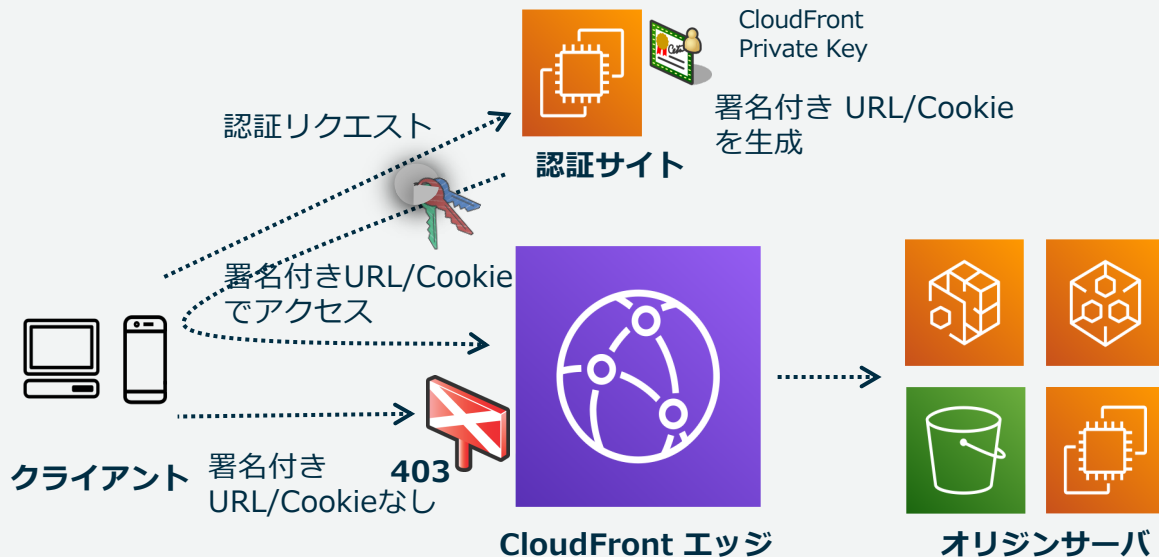 CloudFront
Private Key
署名付き URL/Cookie
を生成
認証リクエスト
認証サイト
署名付きURL/Cookie
でアクセス
403
クライアント
署名付き
URL/Cookieなし
CloudFront エッジ
オリジンサーバ